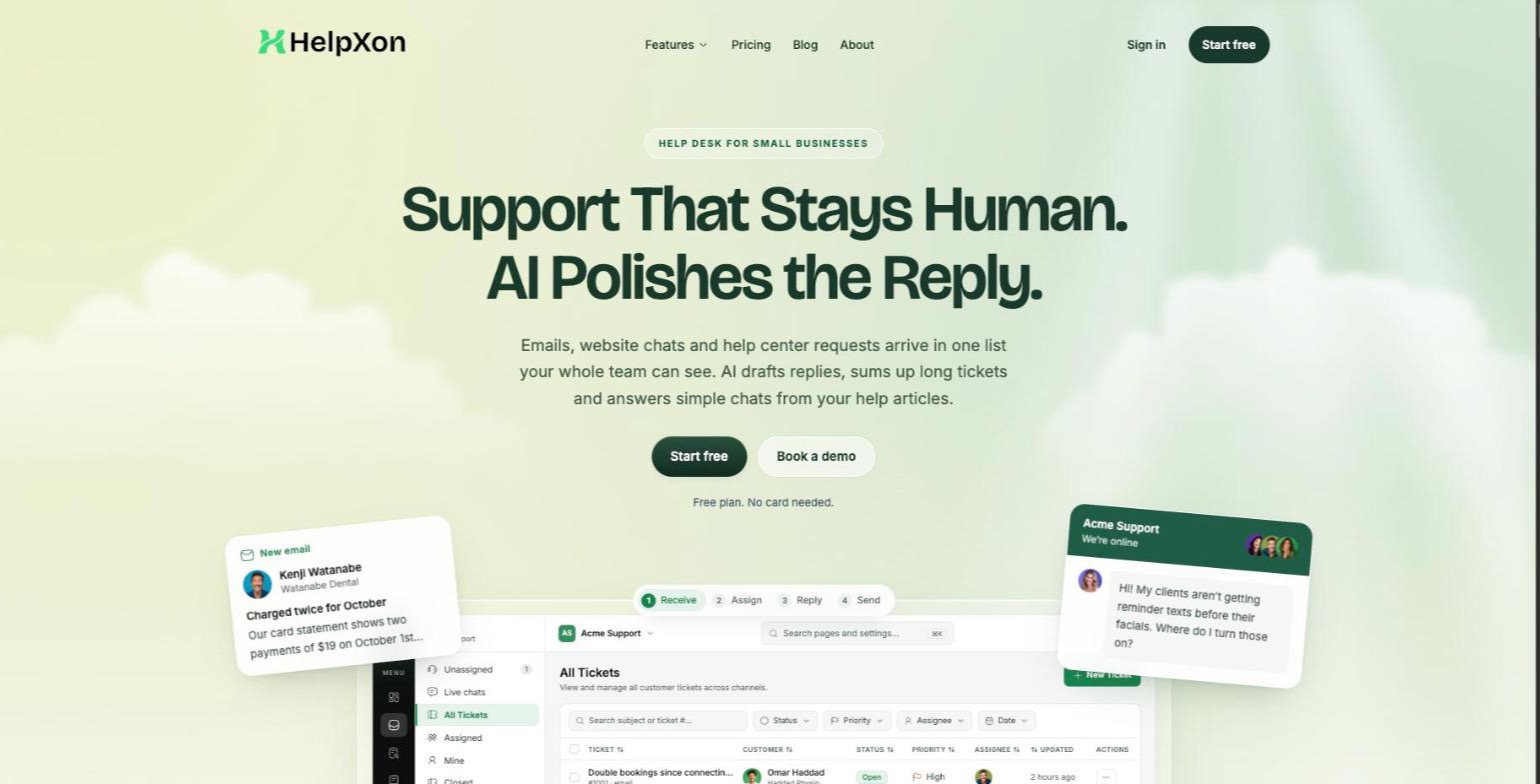 HelpXon
Features
Pricing
Blog
About
Sign in
Start free
HELP DESK FOR SMALL BUSINESSES
Support That Stays Human.
AI Polishes the Reply.
Emails, website chats and help center requests arrive in one list
your whole team can see. AI drafts replies, sums up long tickets
and answers simple chats from your help articles.
Start free
Book a demo
Free plan. No card needed.
New email
Kenji Watanabe
Watanabe Dental
Charged twice for October
Our card statement shows two
payments of $19 on October 1st...
Acme Support
We're online
Hi! My clients aren't getting
reminder texts before their
facials. Where do I turn those
on?
1 Receive
2 Assign
3 Reply
4 Send
AS Acme Support
Search pages and settings...
⌘K
MENU
Unassigned 1
Live chats
All Tickets
Assigned
Mine
Closed
All Tickets
View and manage all customer tickets across channels.
+ New Ticket
Search subject or ticket #...
Status
Priority
Assignee
Date
TICKET
CUSTOMER
STATUS
PRIORITY
ASSIGNEE
UPDATED
ACTIONS
Double bookings since connectin...
Omar Haddad
Open
High
2 hours ago